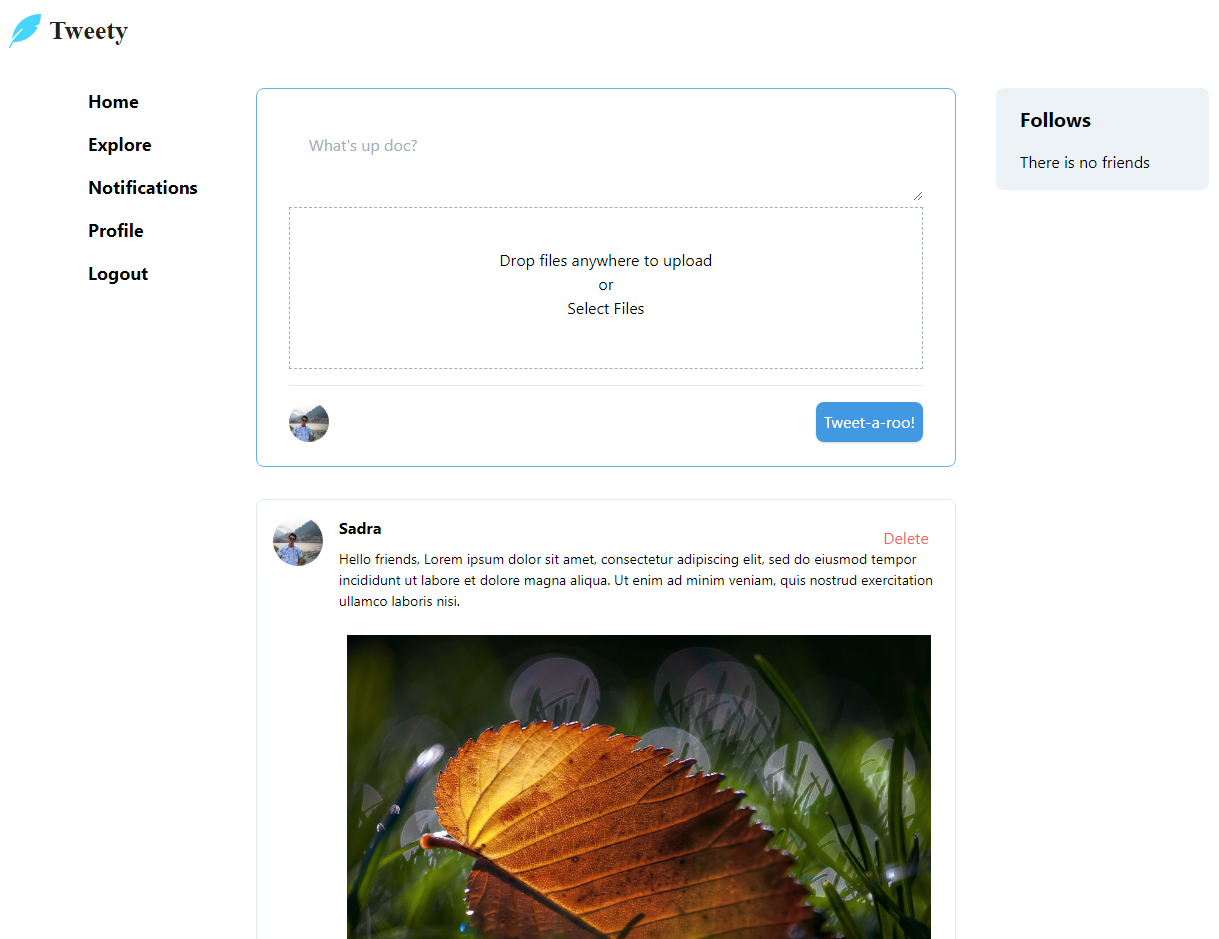 Tweety
Home
Explore
Notifications
Profile
Logout
What's up doc?
Drop files anywhere to upload
or
Select Files
Tweet-a-roo!
Follows
There is no friends
Sadra
Delete
Hello friends, Lorem ipsum dolor sit amet, consectetur adipiscing elit, sed do eiusmod tempor
incididunt ut labore et dolore magna aliqua. Ut enim ad minim veniam, quis nostrud exercitation
ullamco laboris nisi.